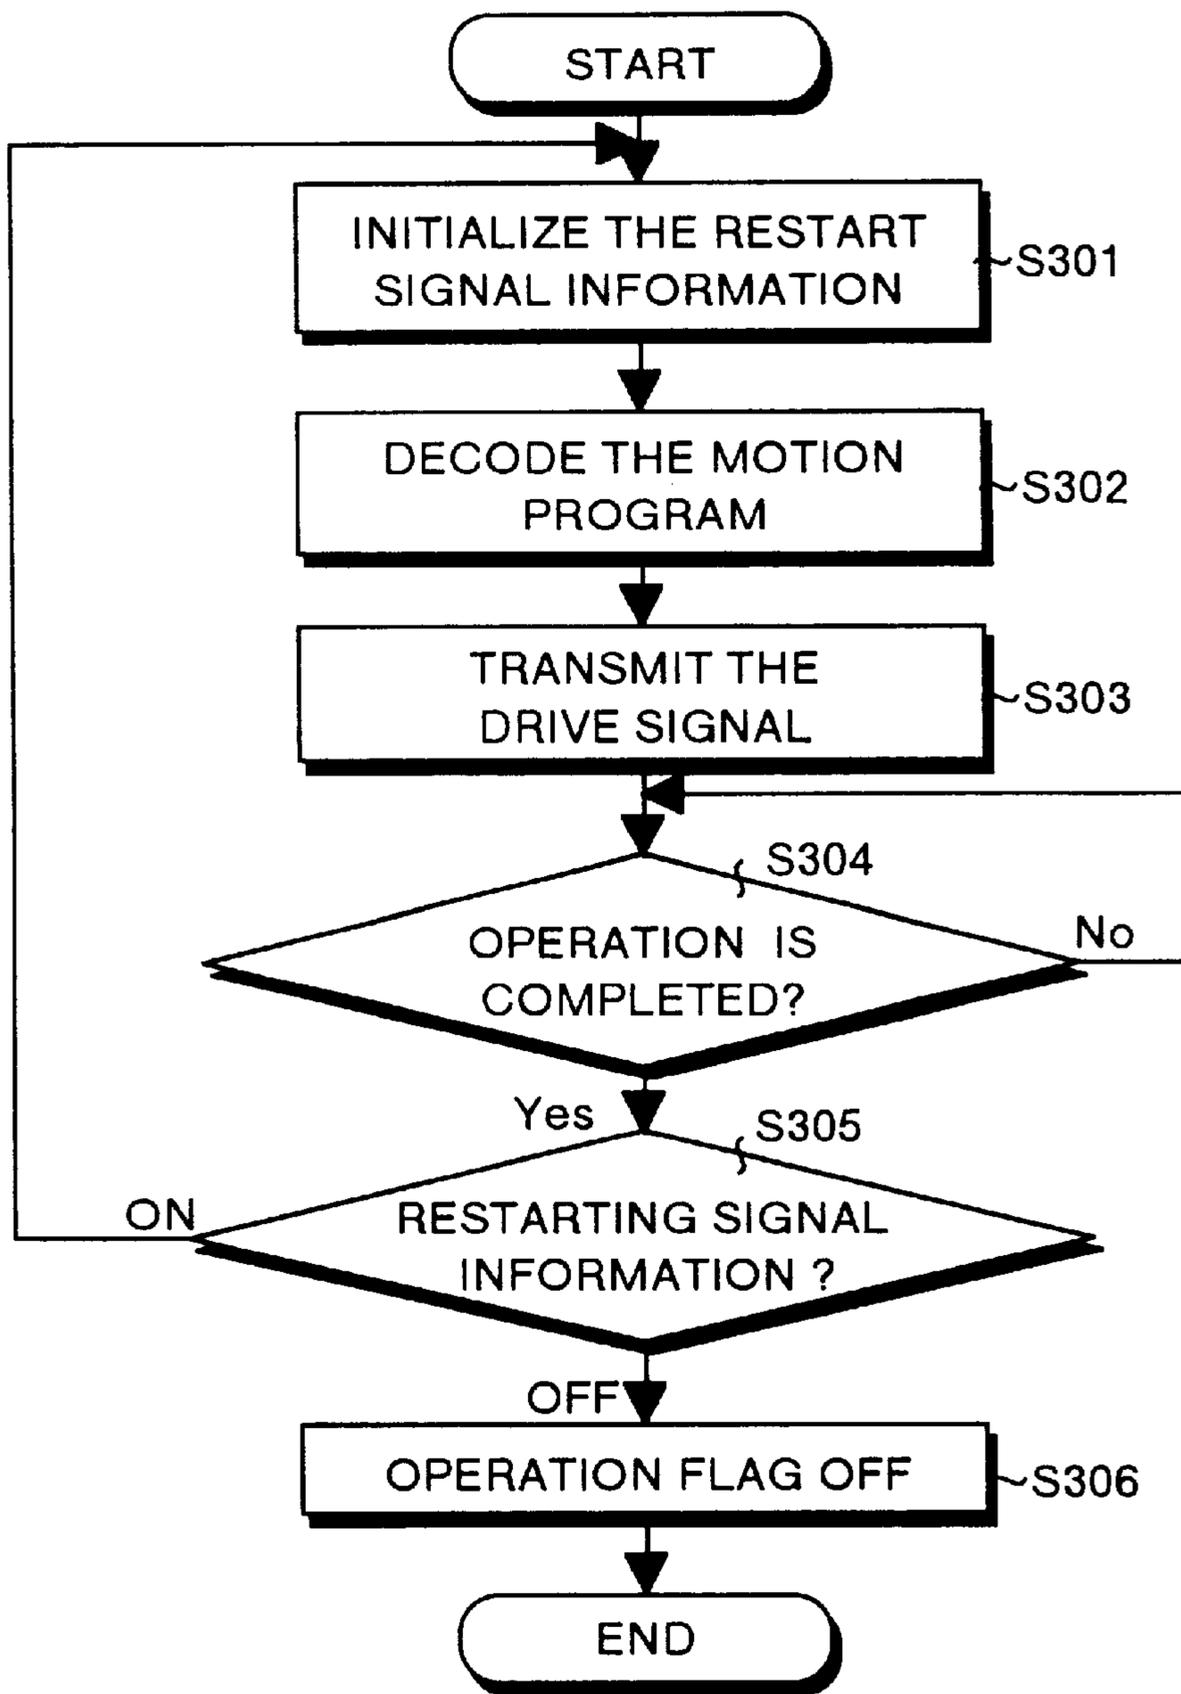 START
INITIALIZE THE RESTART
SIGNAL INFORMATION
S301
DECODE THE MOTION
PROGRAM
S302
TRANSMIT THE
DRIVE SIGNAL
S303
S304
OPERATION IS
COMPLETED?
No
Yes
S305
ON
RESTARTING SIGNAL
INFORMATION ?
OFF
OPERATION FLAG OFF
S306
END